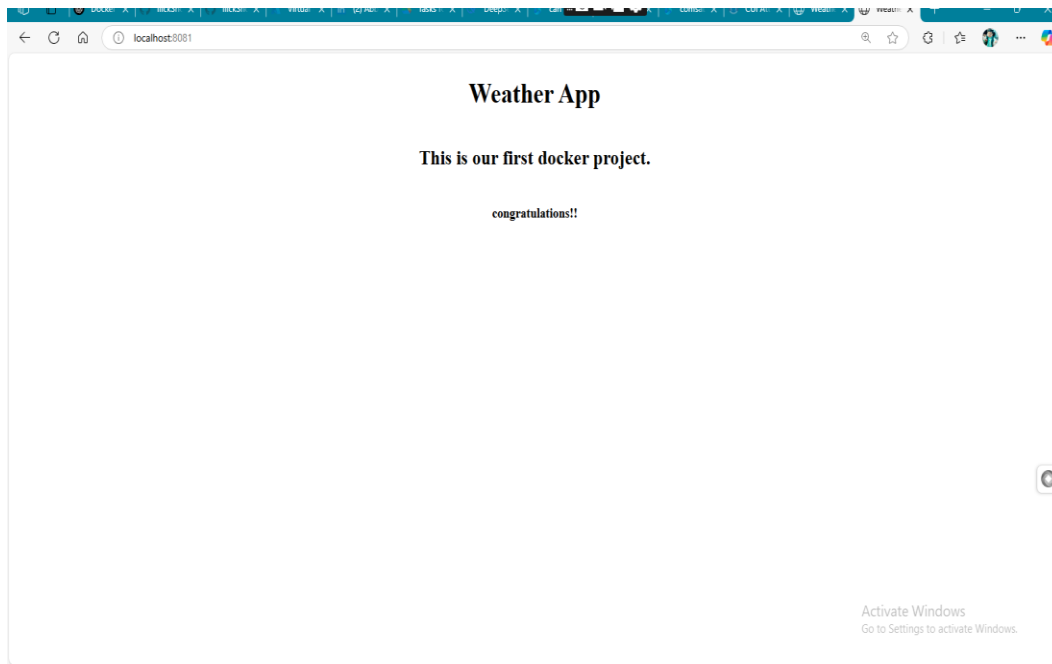 localhost:8081
Weather App
This is our first docker project.
congratulations!!
Activate Windows
Go to Settings to activate Windows.